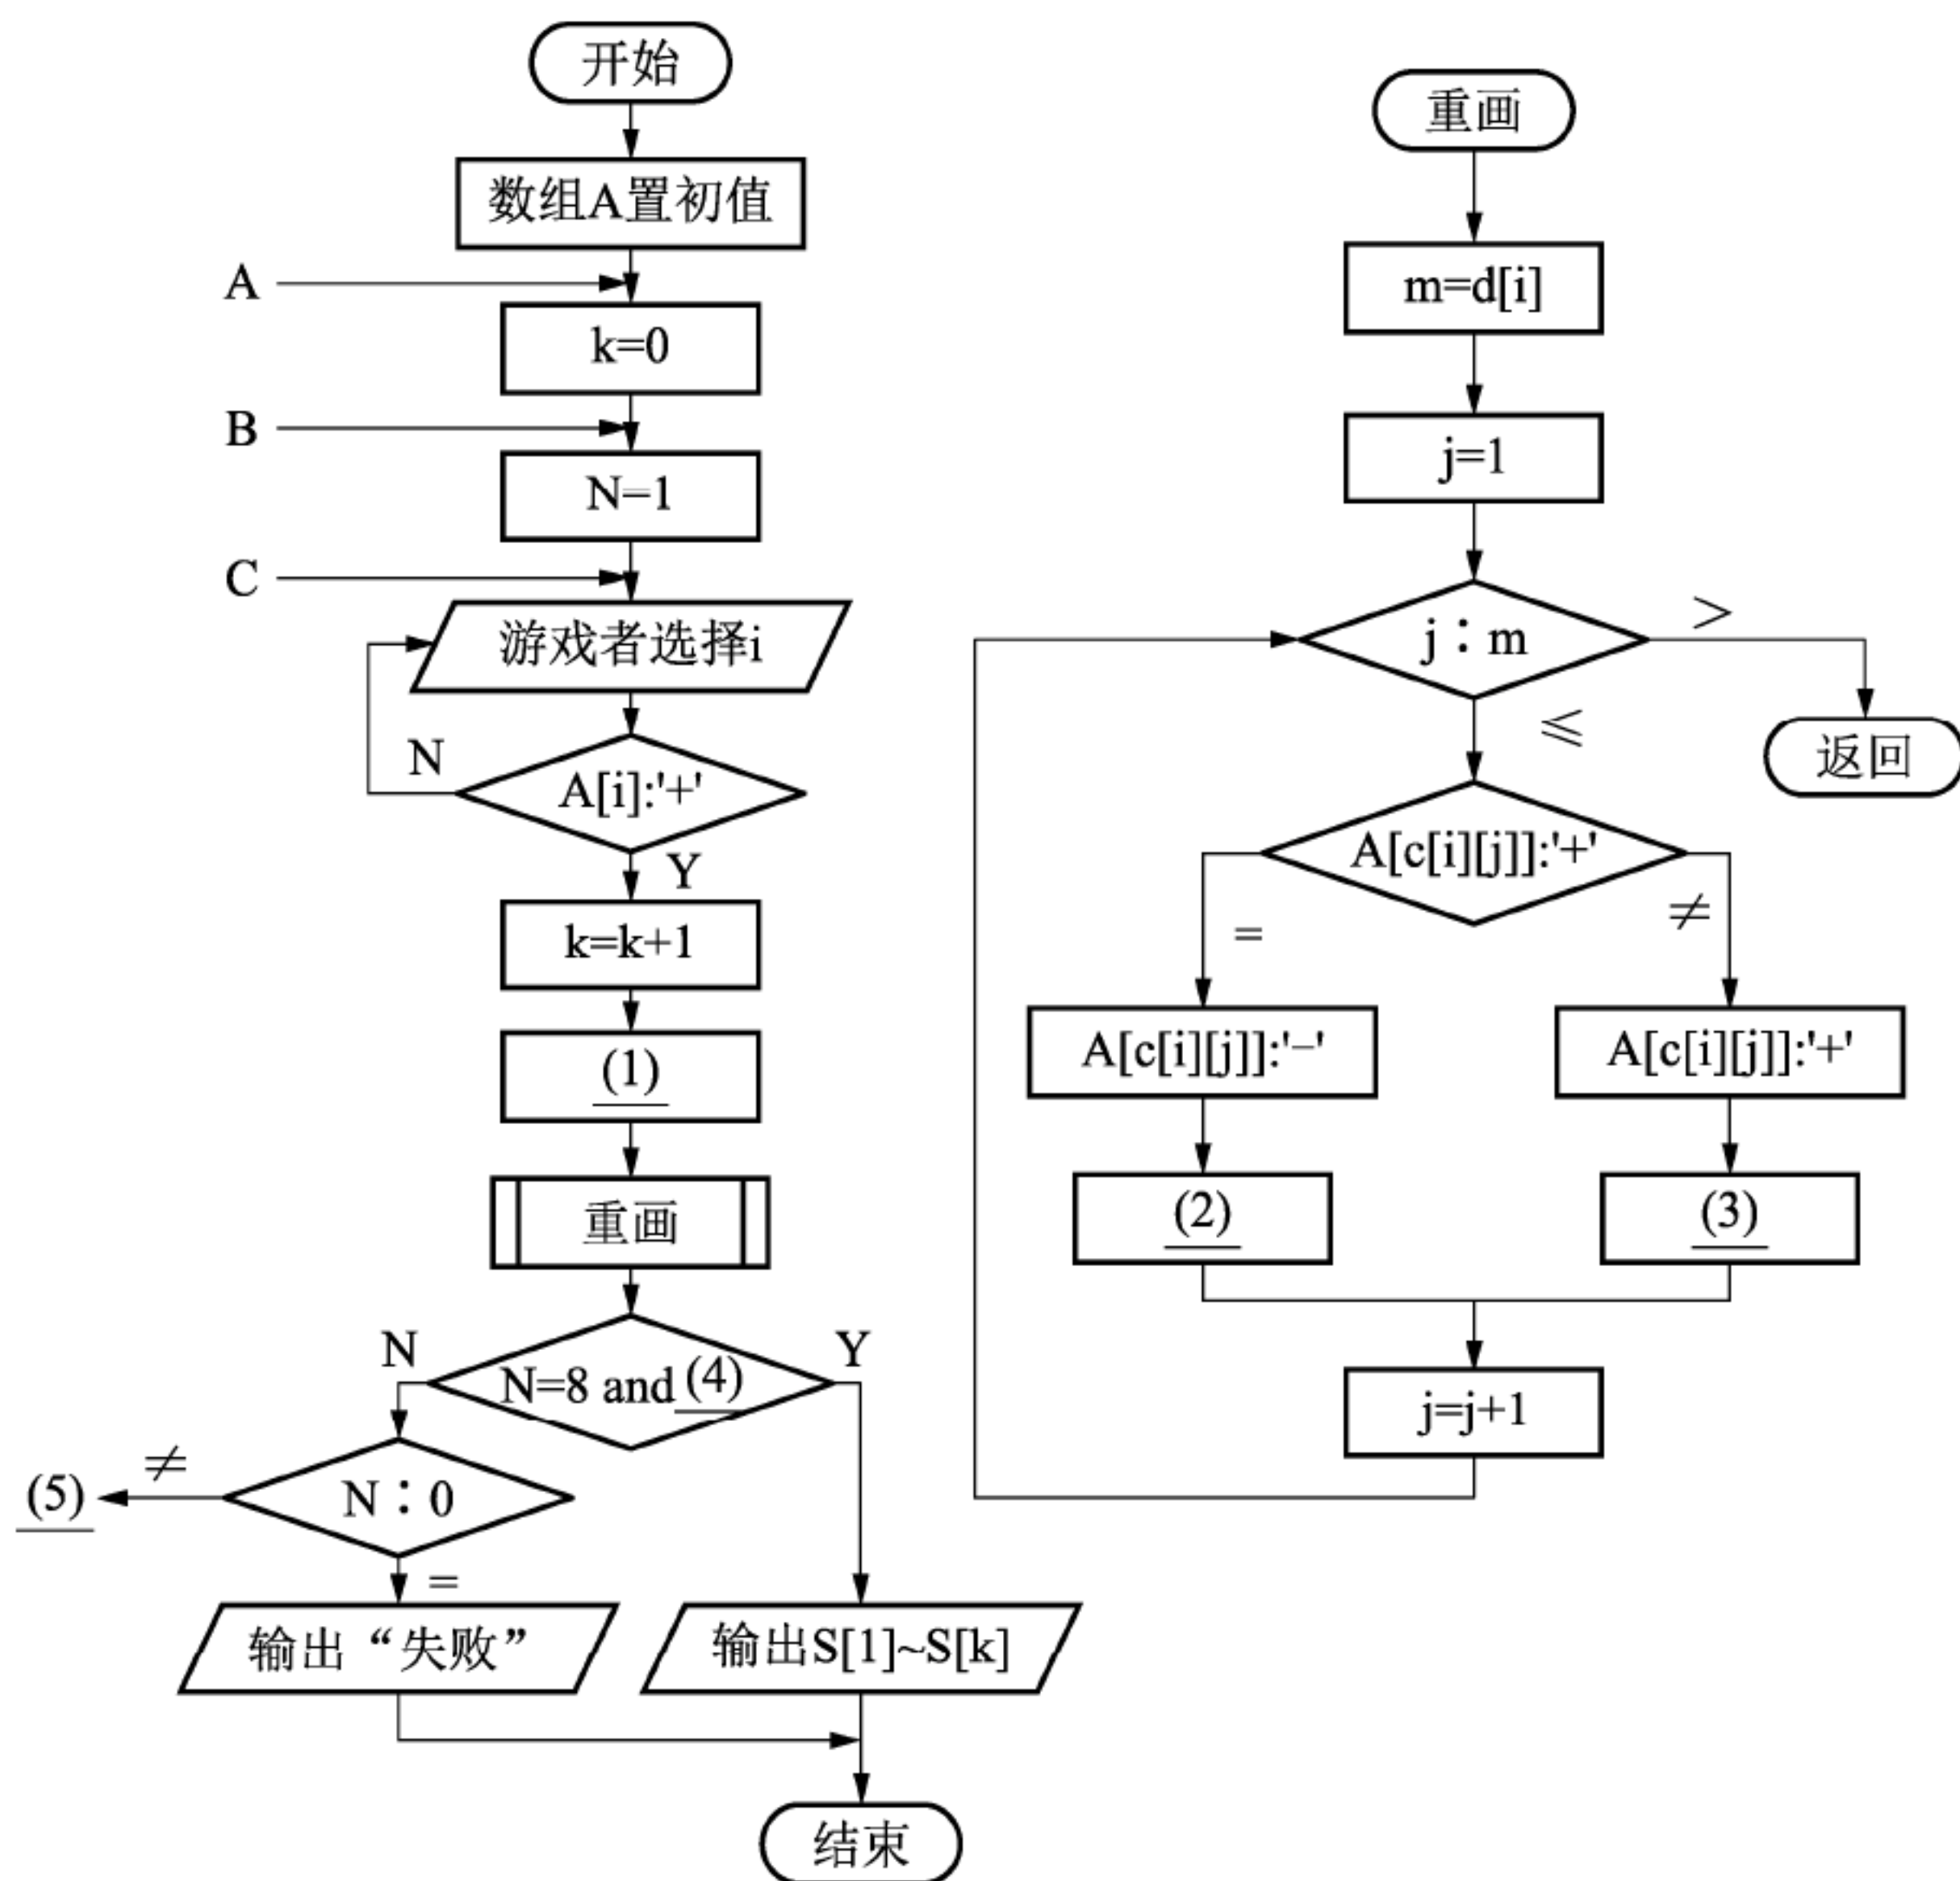 开始
数组A置初值
A
k=0
B
N=1
C
游戏者选择i
N
A[i]:'+'
Y
k=k+1
(1)
重画
N
Y
N=8 and (4)
≠
(5)
N：0
=
输出“失败”
输出S[1]~S[k]
结束
重画
m=d[i]
j=1
j：m
>
≤
返回
A[c[i][j]]:'+'
=
≠
A[c[i][j]]:'−'
A[c[i][j]]:'+'
(2)
(3)
j=j+1